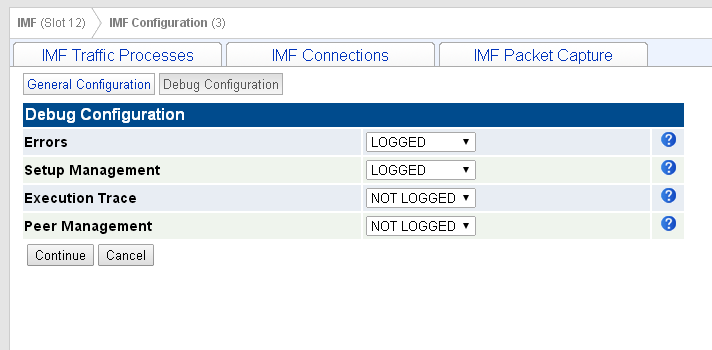 IMF (Slot 12) IMF Configuration (3)
IMF Traffic Processes IMF Connections IMF Packet Capture
General Configuration Debug Configuration
Debug Configuration
Errors LOGGED ?
Setup Management LOGGED ?
Execution Trace NOT LOGGED ?
Peer Management NOT LOGGED ?
Continue Cancel